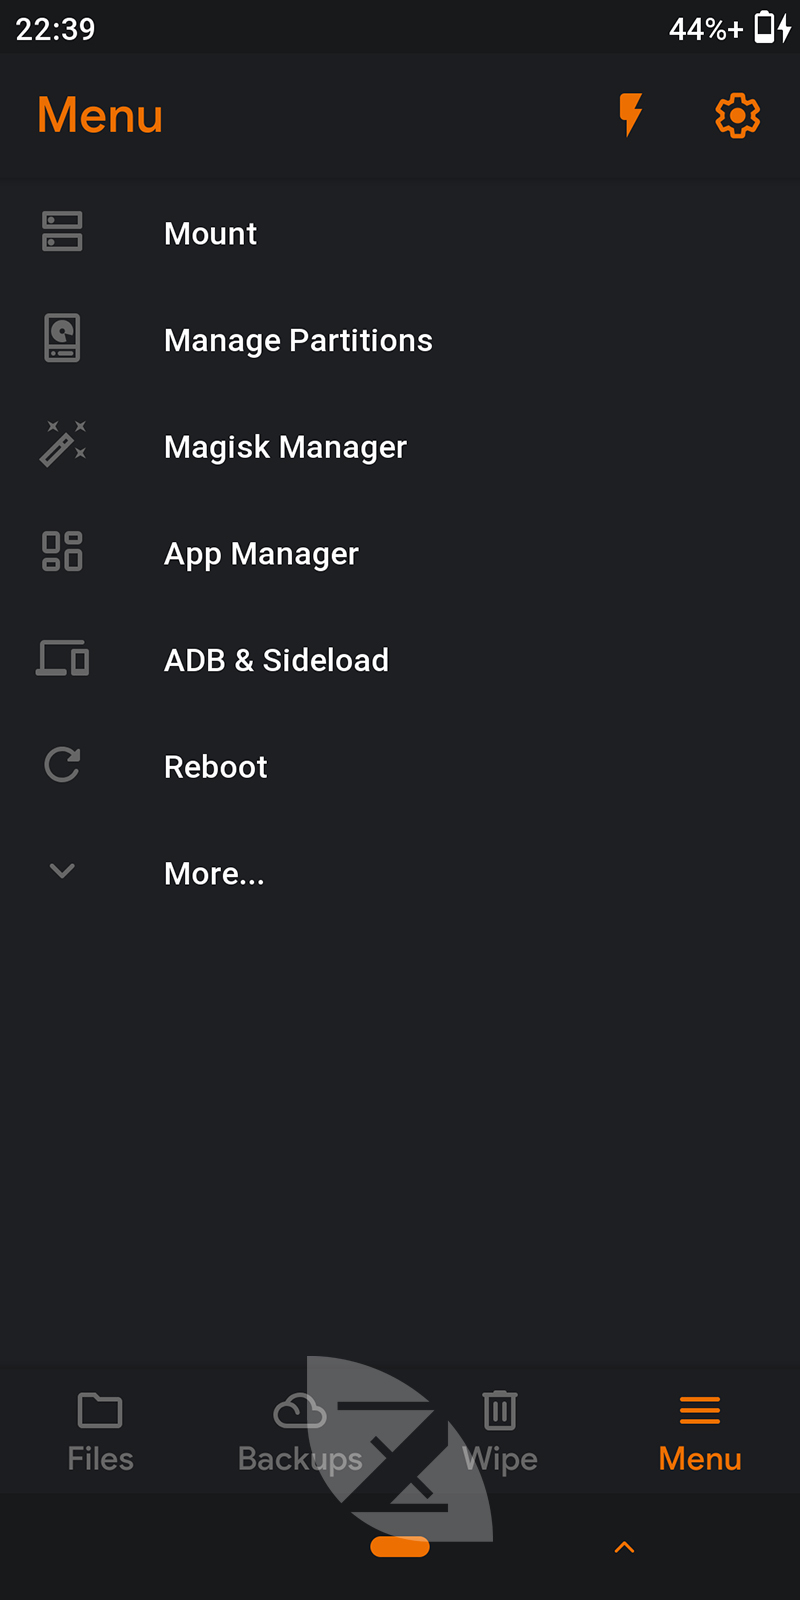 22:39
44%+
Menu
Mount
Manage Partitions
Magisk Manager
App Manager
ADB & Sideload
Reboot
More...
Files
Backups
Wipe
Menu